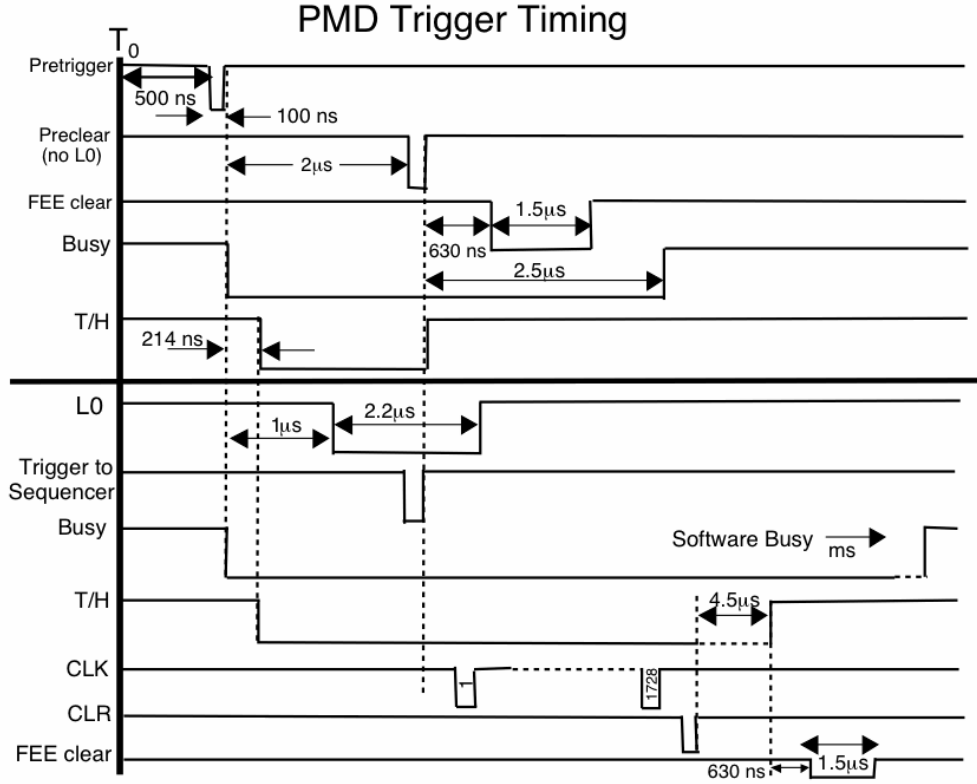 PMD Trigger Timing
T0
Pretrigger
500 ns
100 ns
Preclear
(no L0)
2μs
FEE clear
1.5μs
630 ns
Busy
2.5μs
T/H
214 ns
L0
2.2μs
1μs
Trigger to
Sequencer
Busy
Software Busy
ms
T/H
4.5μs
CLK
1
1728
CLR
FEE clear
630 ns
1.5μs